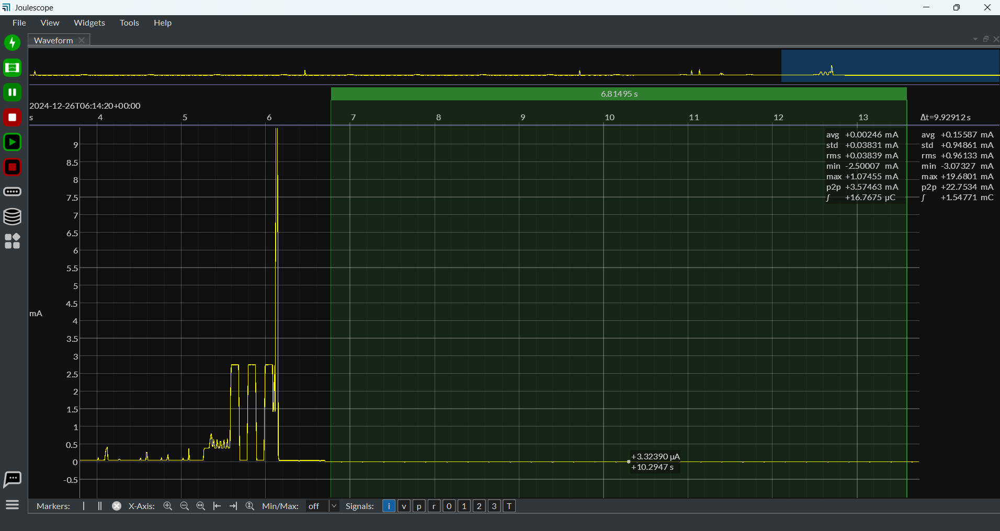 Joulescope
File View Widgets Tools Help
Waveform
6.81495 s
2024-12-26T06:14:20+00:00
s 4 5 6 7 8 9 10 11 12 13 Δt=9.92912 s
avg +0.00246 mA
std +0.03831 mA
rms +0.03839 mA
min -2.50007 mA
max +1.07455 mA
p2p +3.57463 mA
∫ +16.7675 µC
avg +0.15587 mA
std +0.94861 mA
rms +0.96133 mA
min -3.07327 mA
max +19.6801 mA
p2p +22.7534 mA
∫ +1.54771 mC
9
8.5
8
7.5
7
6.5
6
5.5
5
4.5
mA
4
3.5
3
2.5
2
1.5
1
0.5
0
-0.5
+3.32390 µA
+10.2947 s
Markers: X-Axis: Min/Max: off Signals: i v p r 0 1 2 3 T